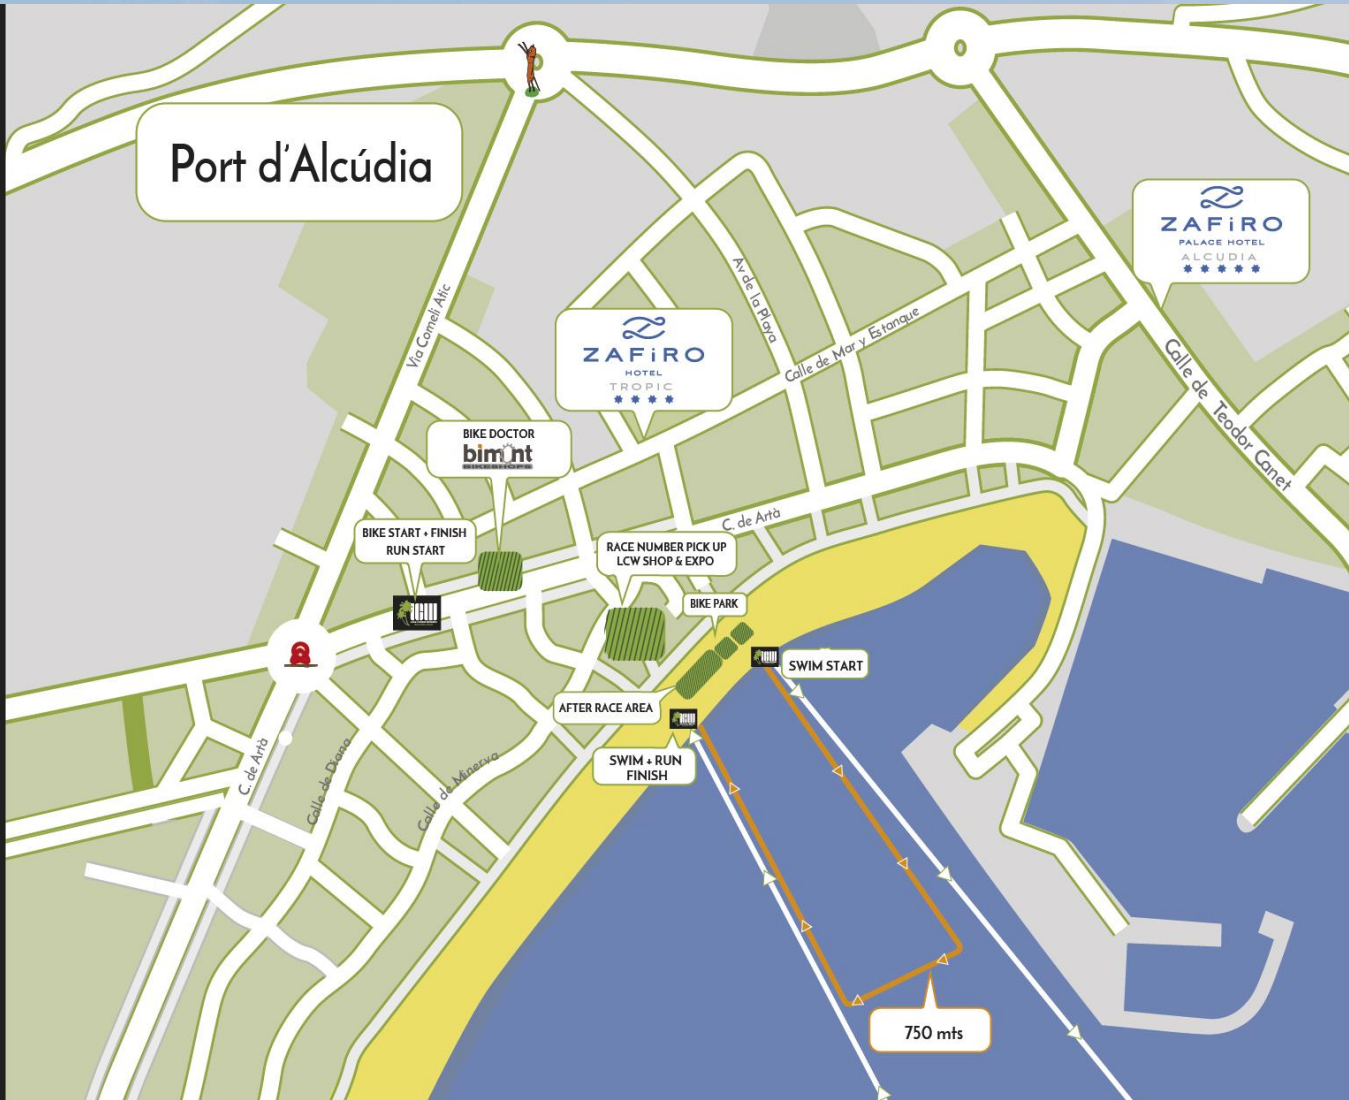 Port d'Alcúdia
ZAFiRO
PALACE HOTEL
ALCUDIA
Via Corneli Atic
Av de la Playa
Calle de Mar y Estanque
ZAFiRO
HOTEL
TROPIC
Calle de Teodor Canet
BIKE DOCTOR
bimont
BIKESHOPS
C. de Artà
BIKE START + FINISH
RUN START
RACE NUMBER PICK UP
LCW SHOP & EXPO
BIKE PARK
SWIM START
AFTER RACE AREA
SWIM + RUN
FINISH
C. de Artà
Calle de Diana
Calle de Minerva
750 mts